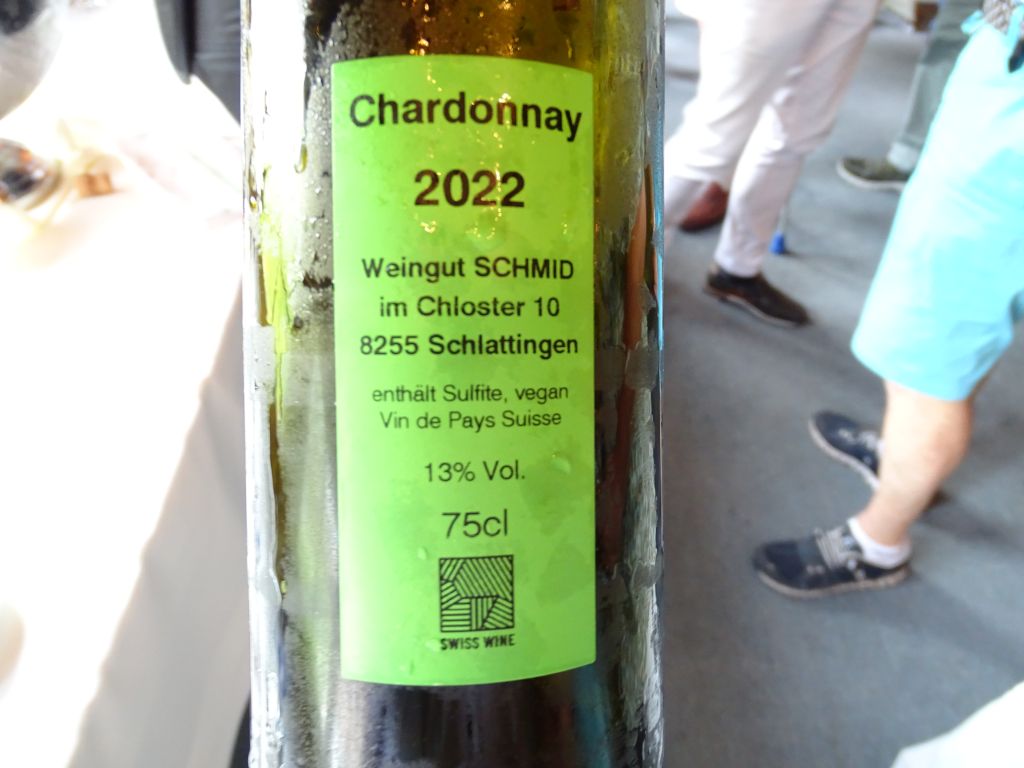 Chardonnay
2022
Weingut SCHMID
im Chloster 10
8255 Schlattingen
enthält Sulfite, vegan
Vin de Pays Suisse
13% Vol.
75cl
SWISS WINE